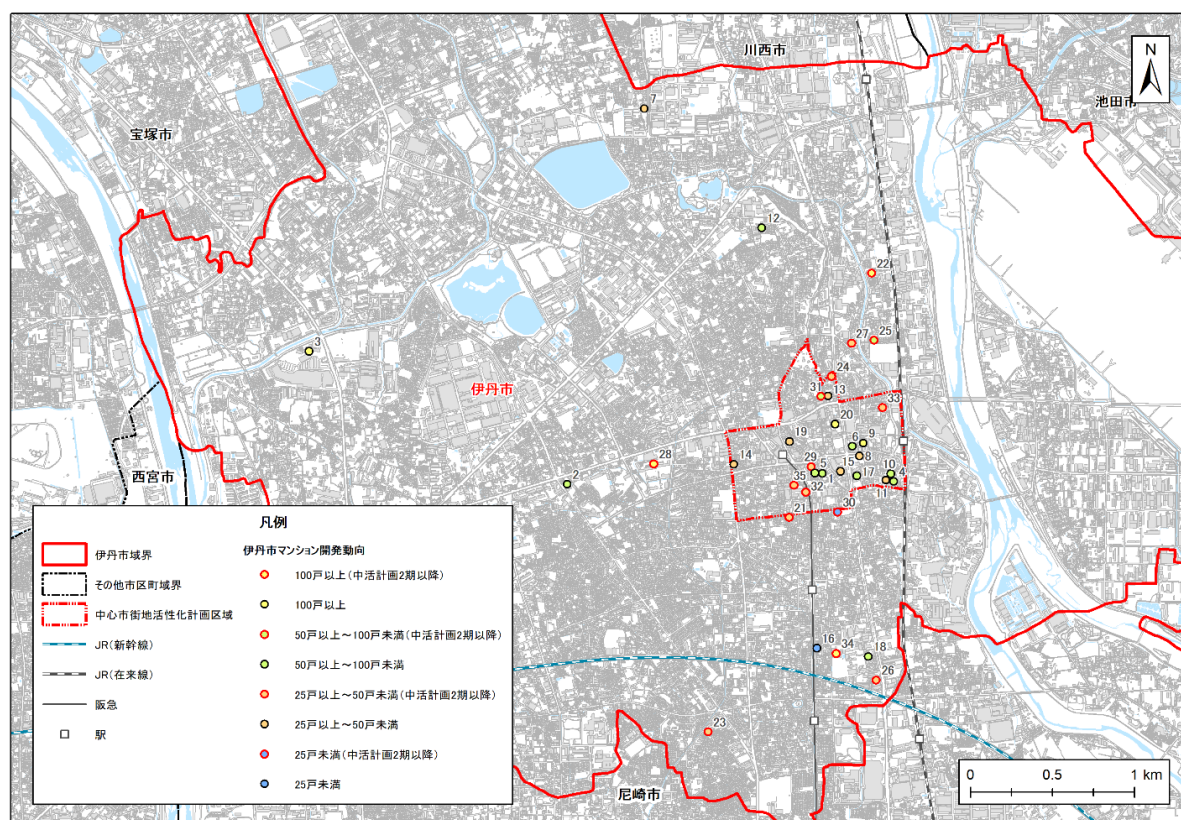 川西市
N
池田市
7
宝塚市
12
22
27
25
3
24
伊丹市
31
13
33
20
19
6
9
8
14
28
29
15
10
5
1
17
4
西宮市
2
35
32
11
21
30
凡例
伊丹市マンション開発動向
伊丹市域界
100戸以上(中活計画2期以降)
その他市区町域界
100戸以上
中心市街地活性化計画区域
50戸以上~100戸未満(中活計画2期以降)
JR(新幹線)
50戸以上~100戸未満
JR(在来線)
25戸以上~50戸未満(中活計画2期以降)
阪急
25戸以上~50戸未満
駅
25戸未満(中活計画2期以降)
25戸未満
16
34
18
26
23
尼崎市
0 0.5 1 km